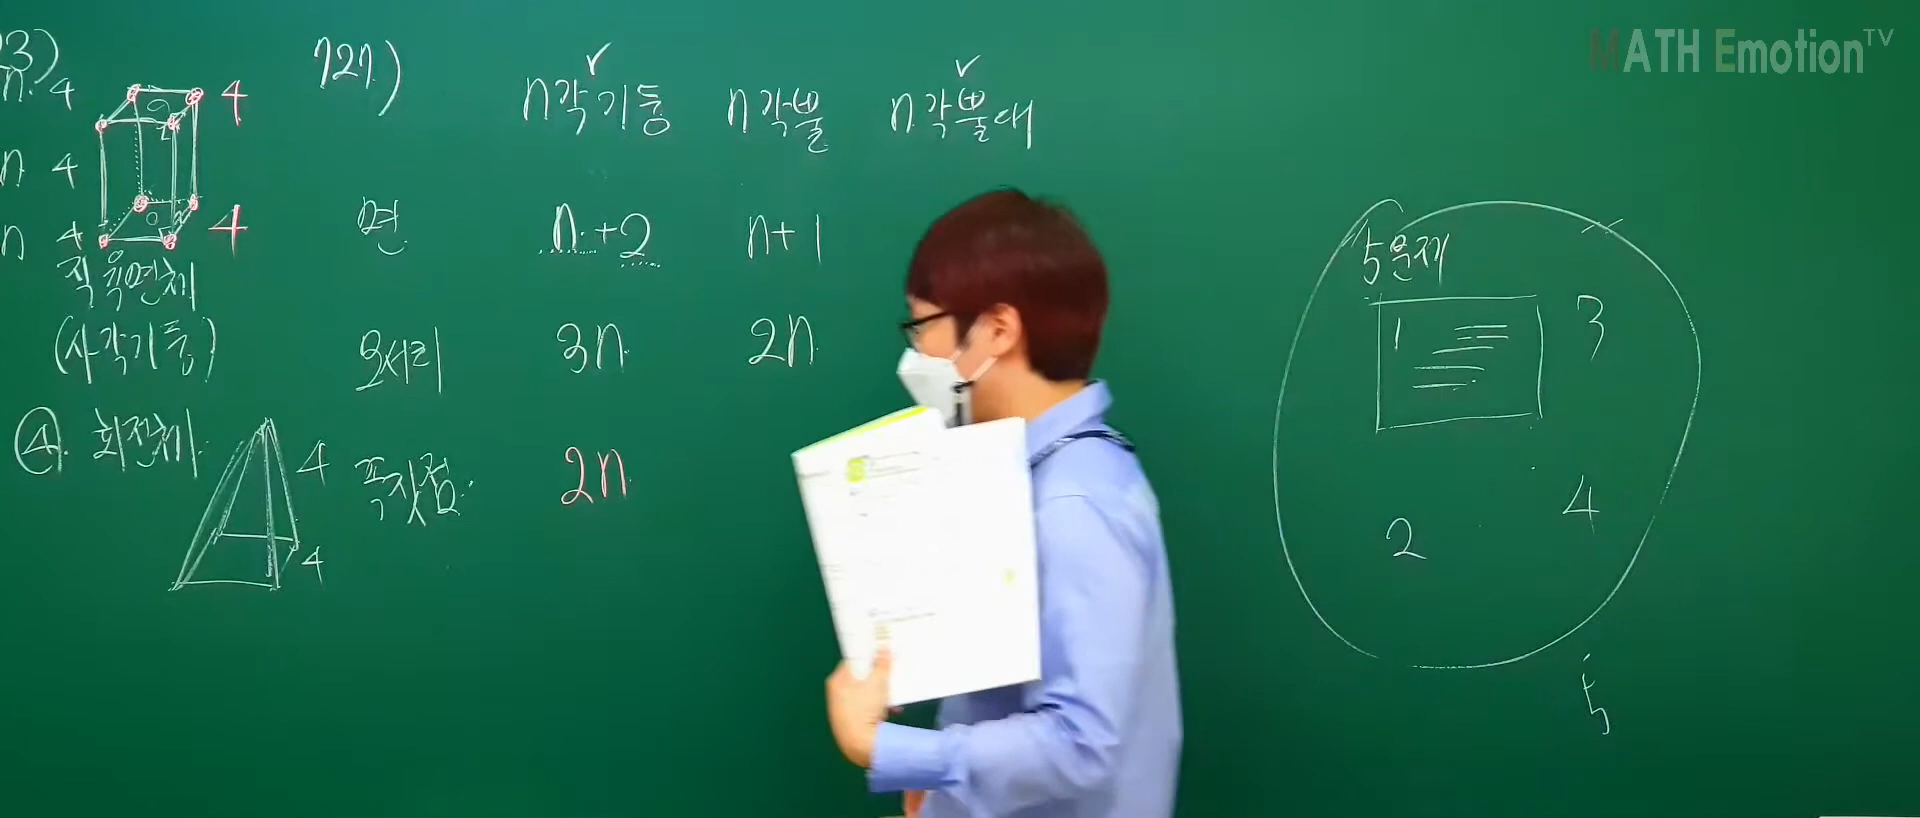 MATH Emotion TV
3)
n 4
4
n 4
n 4
4
직육면체
(사각기둥)
④ 회전체
4
4
727)
n각기둥 n각뿔 n각뿔대
면 n+2 n+1
모서리 3n 2n
꼭짓점 2n
5문제
1
3
2
4
5